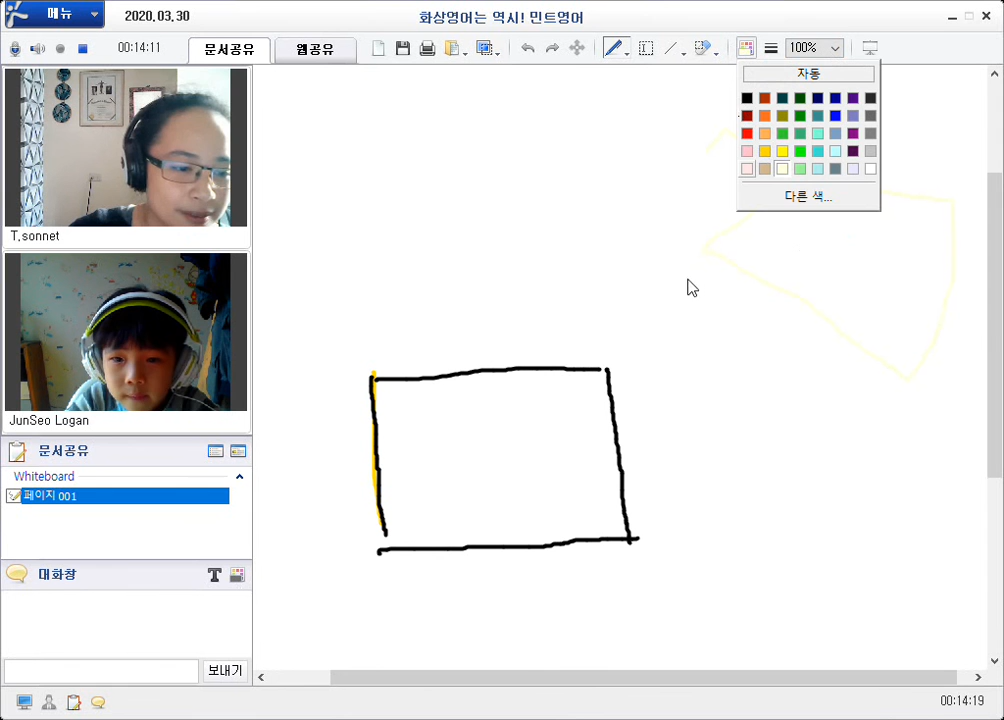 메뉴
2020.03.30
화상영어는 역시! 민트영어
00:14:11
문서공유
웹공유
100%
자동
다른 색...
T.sonnet
JunSeo Logan
문서공유
Whiteboard
페이지 001
대화창
T
보내기
00:14:19